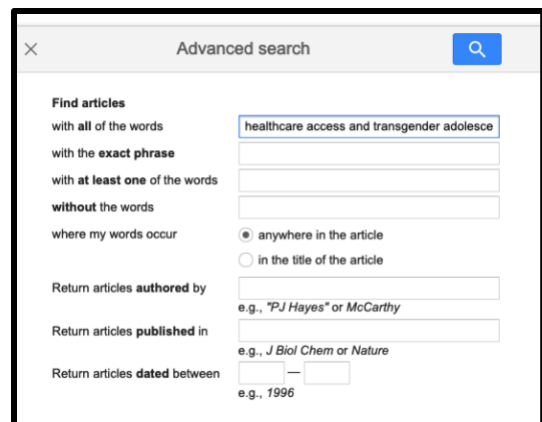 Advanced search
Find articles
with all of the words healthcare access and transgender adolesce
with the exact phrase
with at least one of the words
without the words
where my words occur anywhere in the article
in the title of the article
Return articles authored by
e.g., "PJ Hayes" or McCarthy
Return articles published in
e.g., J Biol Chem or Nature
Return articles dated between —
e.g., 1996